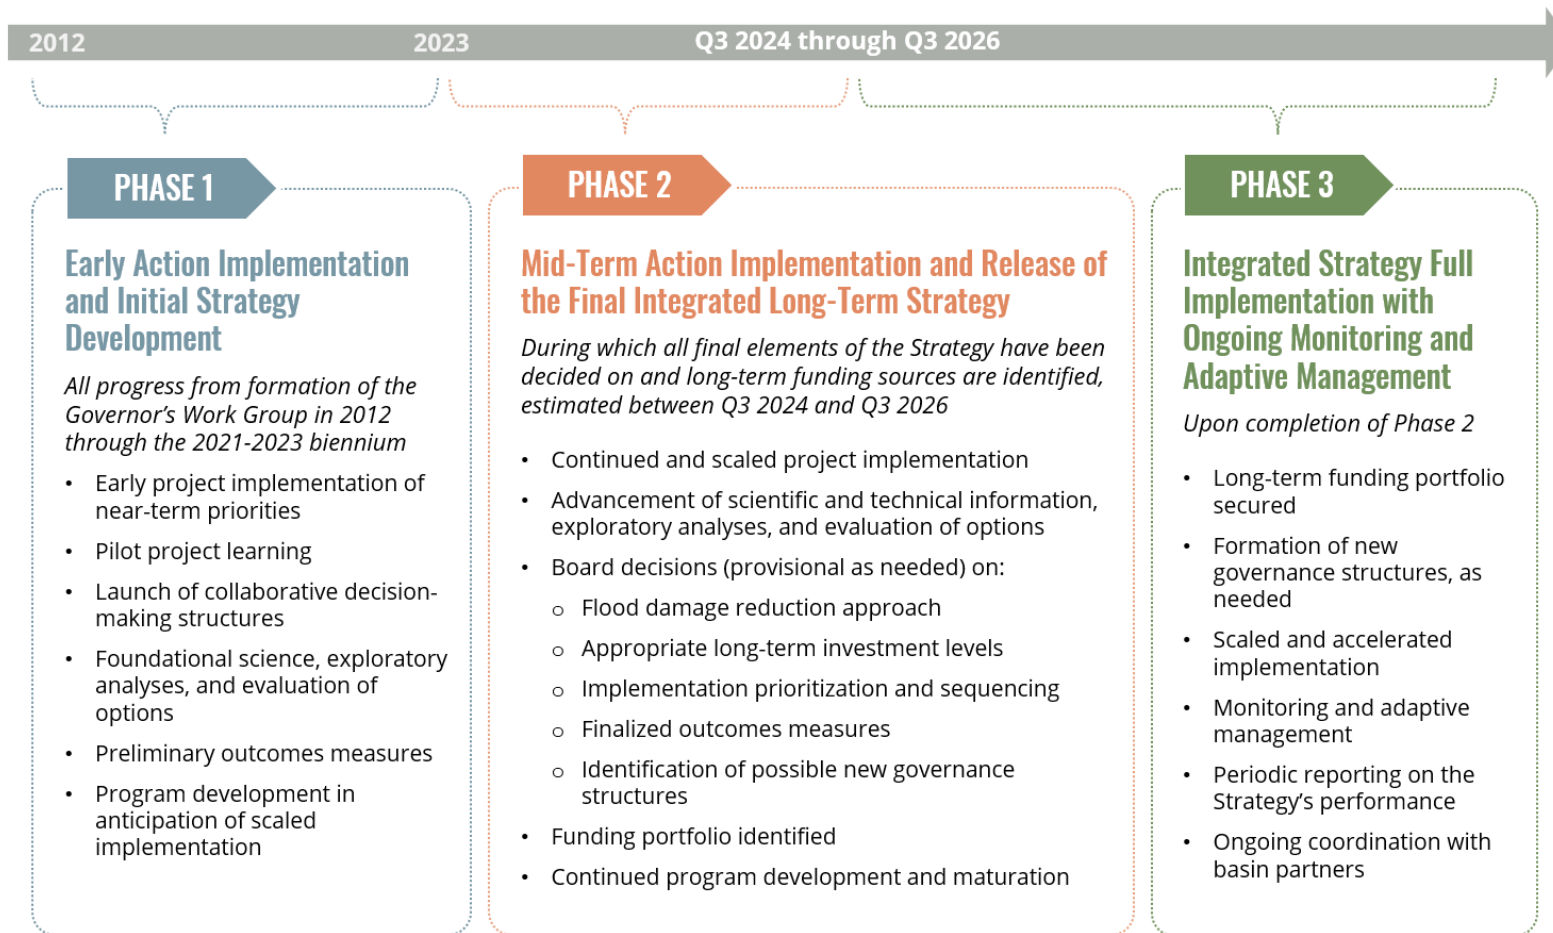 2012
2023
Q3 2024 through Q3 2026
PHASE 1
Early Action Implementation
and Initial Strategy
Development
All progress from formation of the
Governor’s Work Group in 2012
through the 2021-2023 biennium
• Early project implementation of
near-term priorities
• Pilot project learning
• Launch of collaborative decision-
making structures
• Foundational science, exploratory
analyses, and evaluation of
options
• Preliminary outcomes measures
• Program development in
anticipation of scaled
implementation
PHASE 2
Mid-Term Action Implementation and Release of
the Final Integrated Long-Term Strategy
During which all final elements of the Strategy have been
decided on and long-term funding sources are identified,
estimated between Q3 2024 and Q3 2026
• Continued and scaled project implementation
• Advancement of scientific and technical information,
exploratory analyses, and evaluation of options
• Board decisions (provisional as needed) on:
o Flood damage reduction approach
o Appropriate long-term investment levels
o Implementation prioritization and sequencing
o Finalized outcomes measures
o Identification of possible new governance
structures
• Funding portfolio identified
• Continued program development and maturation
PHASE 3
Integrated Strategy Full
Implementation with
Ongoing Monitoring and
Adaptive Management
Upon completion of Phase 2
• Long-term funding portfolio
secured
• Formation of new
governance structures, as
needed
• Scaled and accelerated
implementation
• Monitoring and adaptive
management
• Periodic reporting on the
Strategy’s performance
• Ongoing coordination with
basin partners